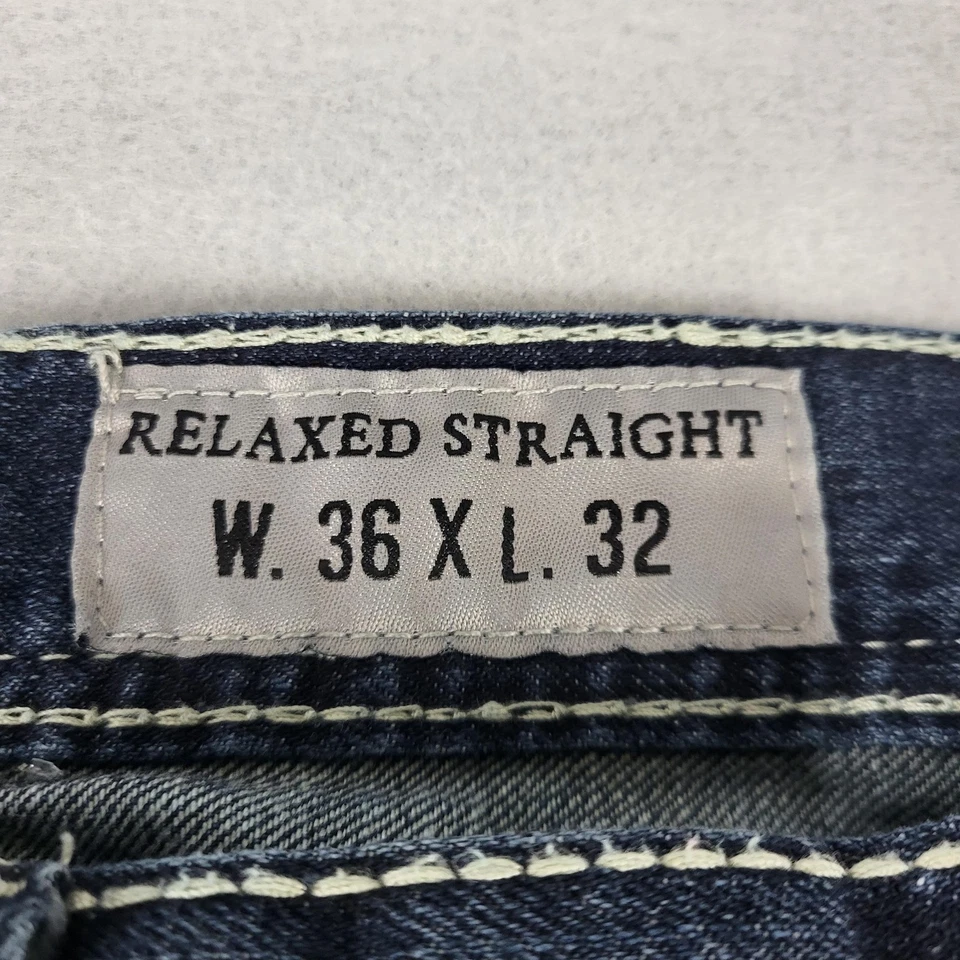 RELAXED STRAIGHT
W. 36 X L. 32